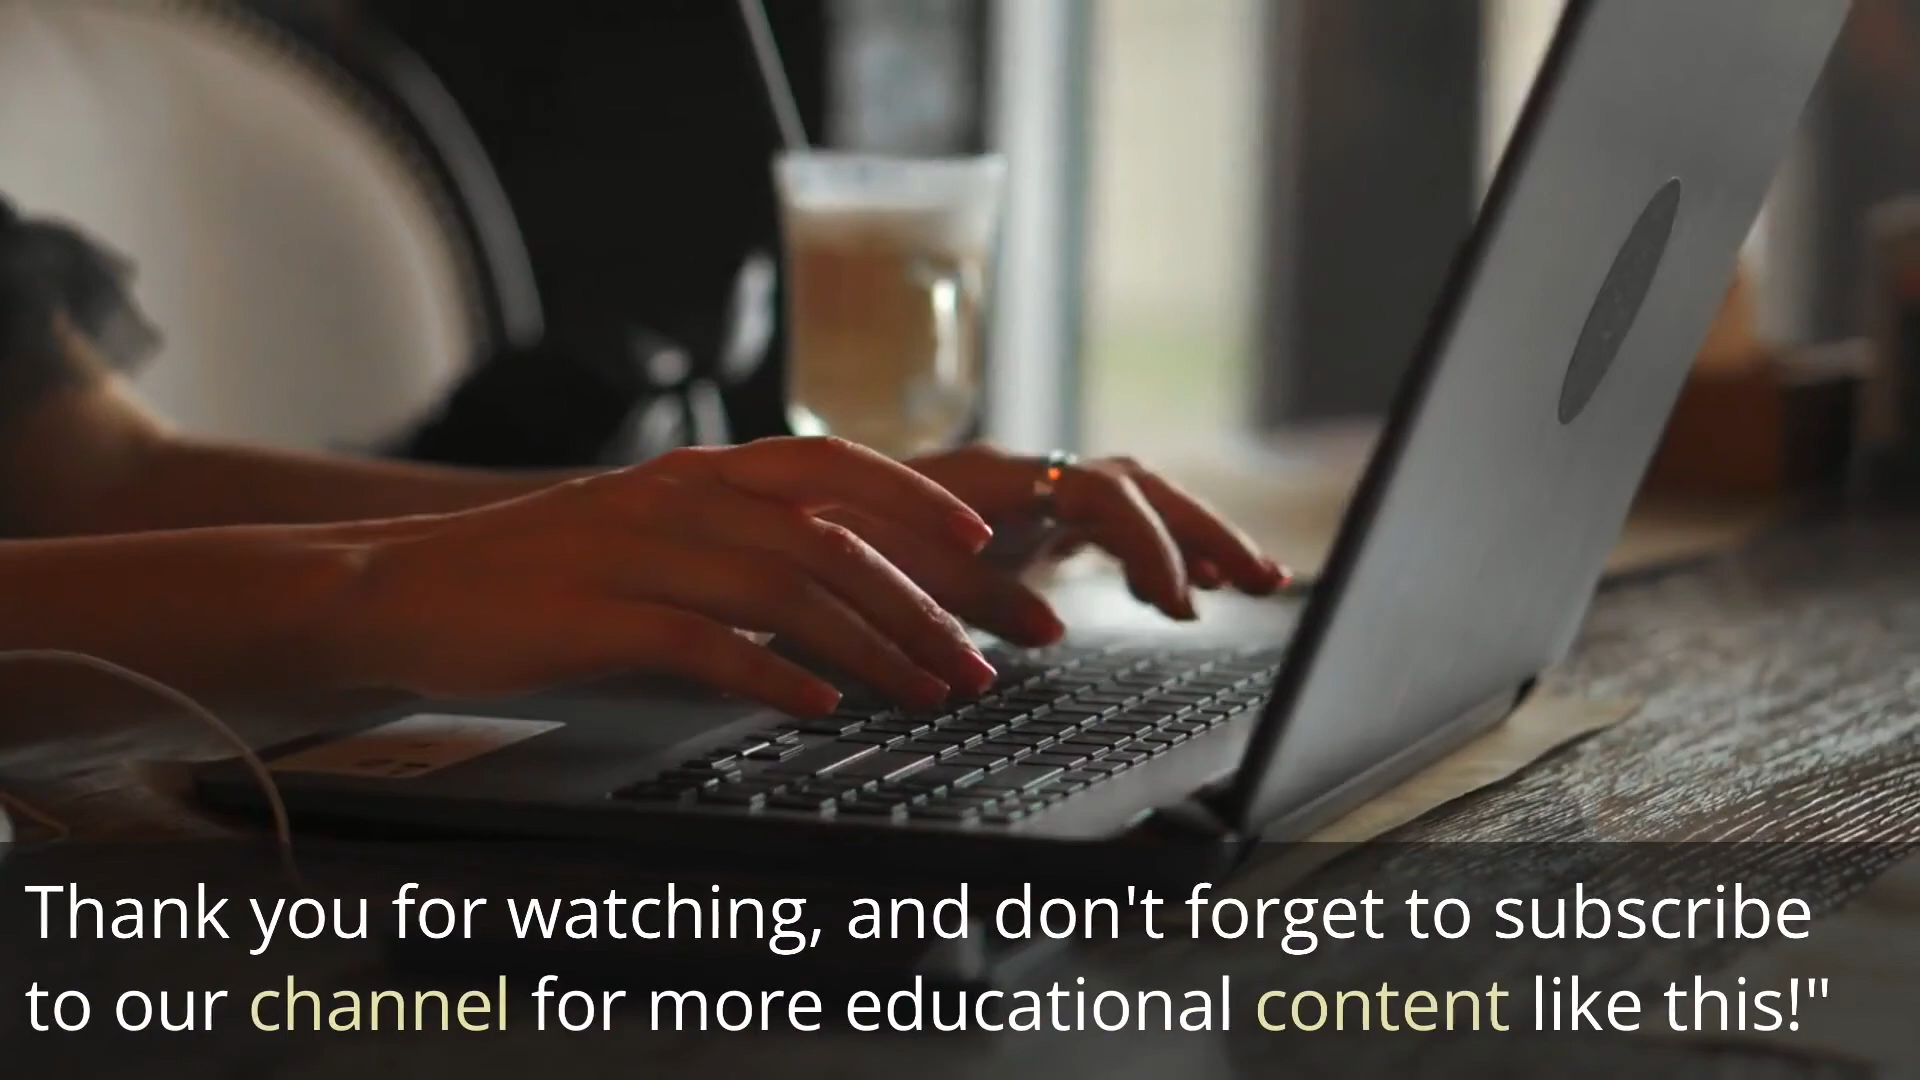 Thank you for watching, and don't forget to subscribe
to our channel for more educational content like this!"